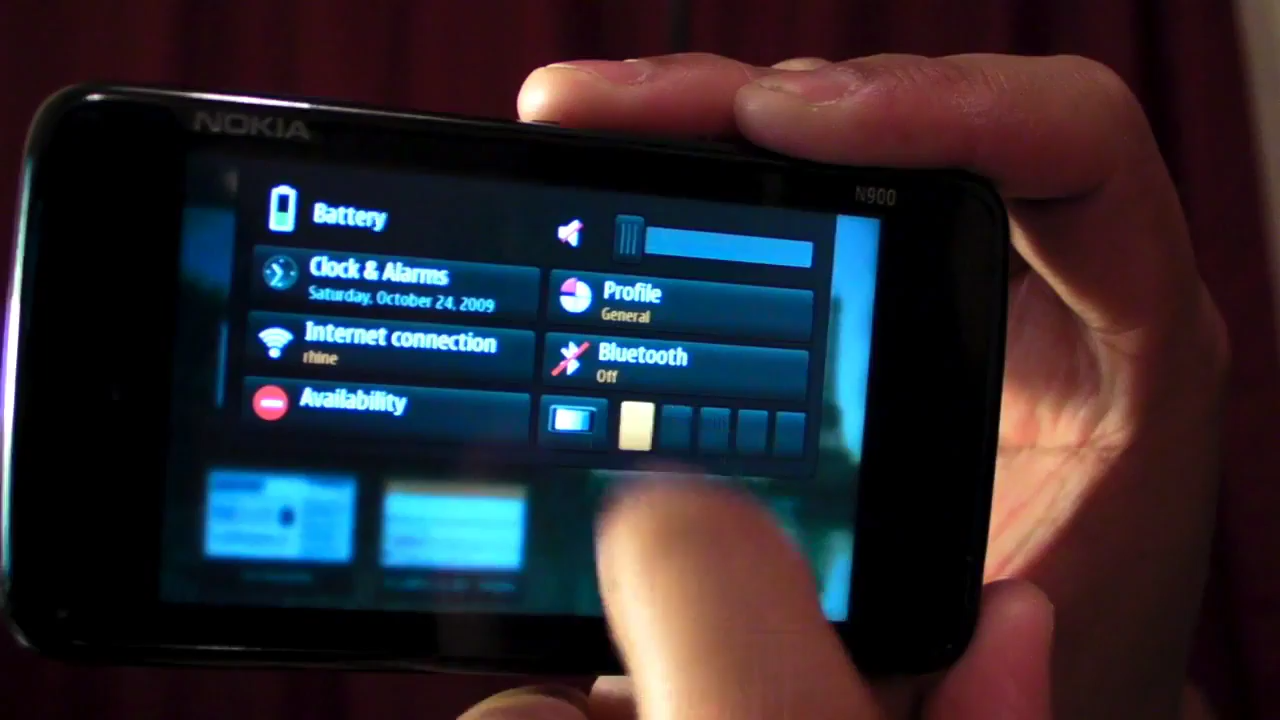 NOKIA
N900
Battery
Clock & Alarms
Saturday, October 24, 2009
Profile
General
Internet connection
rhine
Bluetooth
Off
Availability